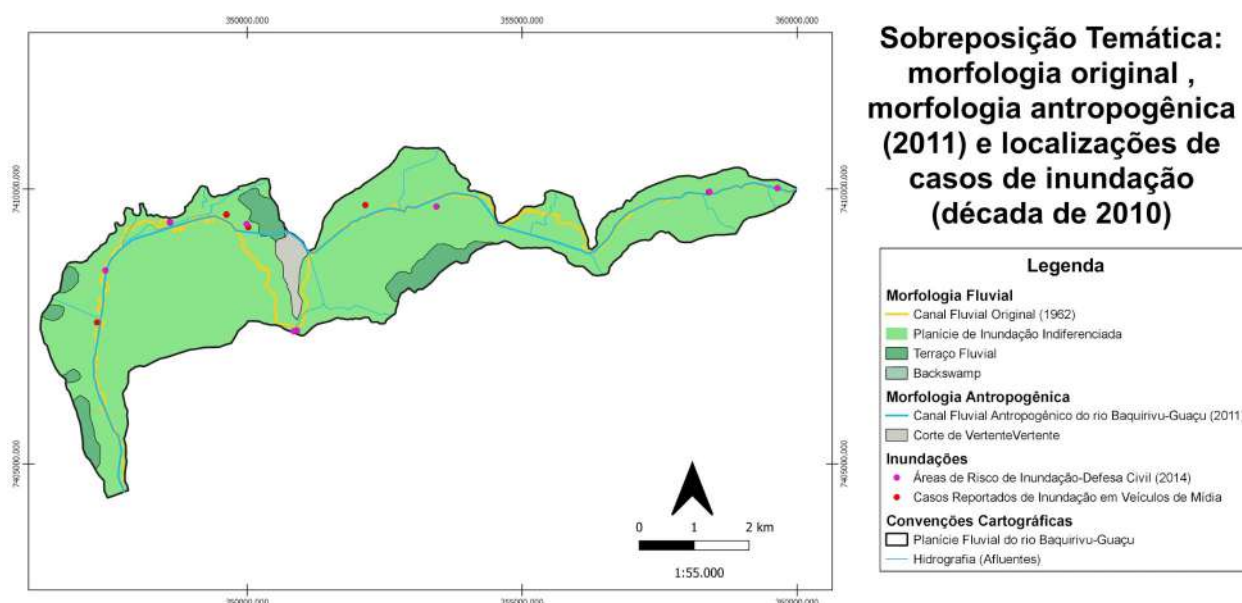 350000.000 355000.000 360000.000
Sobreposição Temática:
morfologia original ,
morfologia antropogênica
(2011) e localizações de
casos de inundação
(década de 2010)
7410000.000 7410000.000
7405000.000 7405000.000
0 1 2 km
1:55.000
350000.000 355000.000 360000.000
Legenda
Morfologia Fluvial
Canal Fluvial Original (1962)
Planície de Inundação Indiferenciada
Terraço Fluvial
Backswamp
Morfologia Antropogênica
Canal Fluvial Antropogênico do rio Baquirivu-Guaçu (2011)
Corte de VertenteVertente
Inundações
Áreas de Risco de Inundação-Defesa Civil (2014)
Casos Reportados de Inundação em Veículos de Mídia
Convenções Cartográficas
Planície Fluvial do rio Baquirivu-Guaçu
Hidrografia (Afluentes)